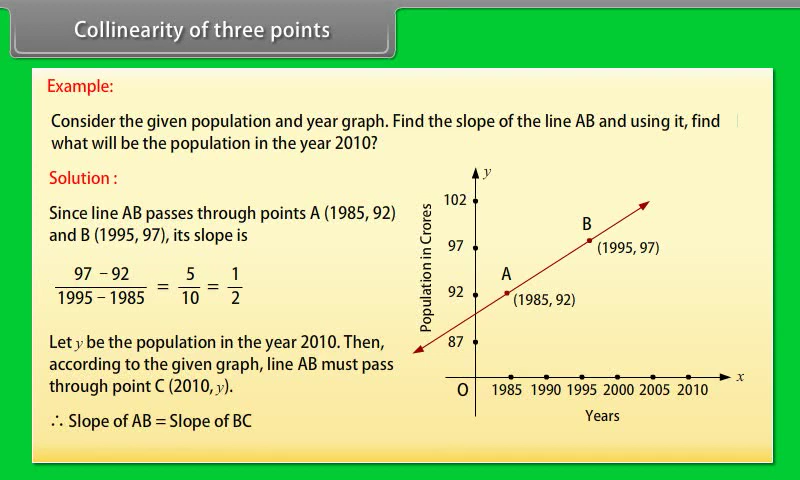 Collinearity of three points
Example:
Consider the given population and year graph. Find the slope of the line AB and using it, find
what will be the population in the year 2010?
Solution :
Since line AB passes through points A (1985, 92)
and B (1995, 97), its slope is
97 − 92
1995 − 1985
=
5
10
=
1
2
Let y be the population in the year 2010. Then,
according to the given graph, line AB must pass
through point C (2010, y).
∴ Slope of AB = Slope of BC
y
102
97
92
87
Population in Crores
B
(1995, 97)
A
(1985, 92)
O
x
1985 1990 1995 2000 2005 2010
Years